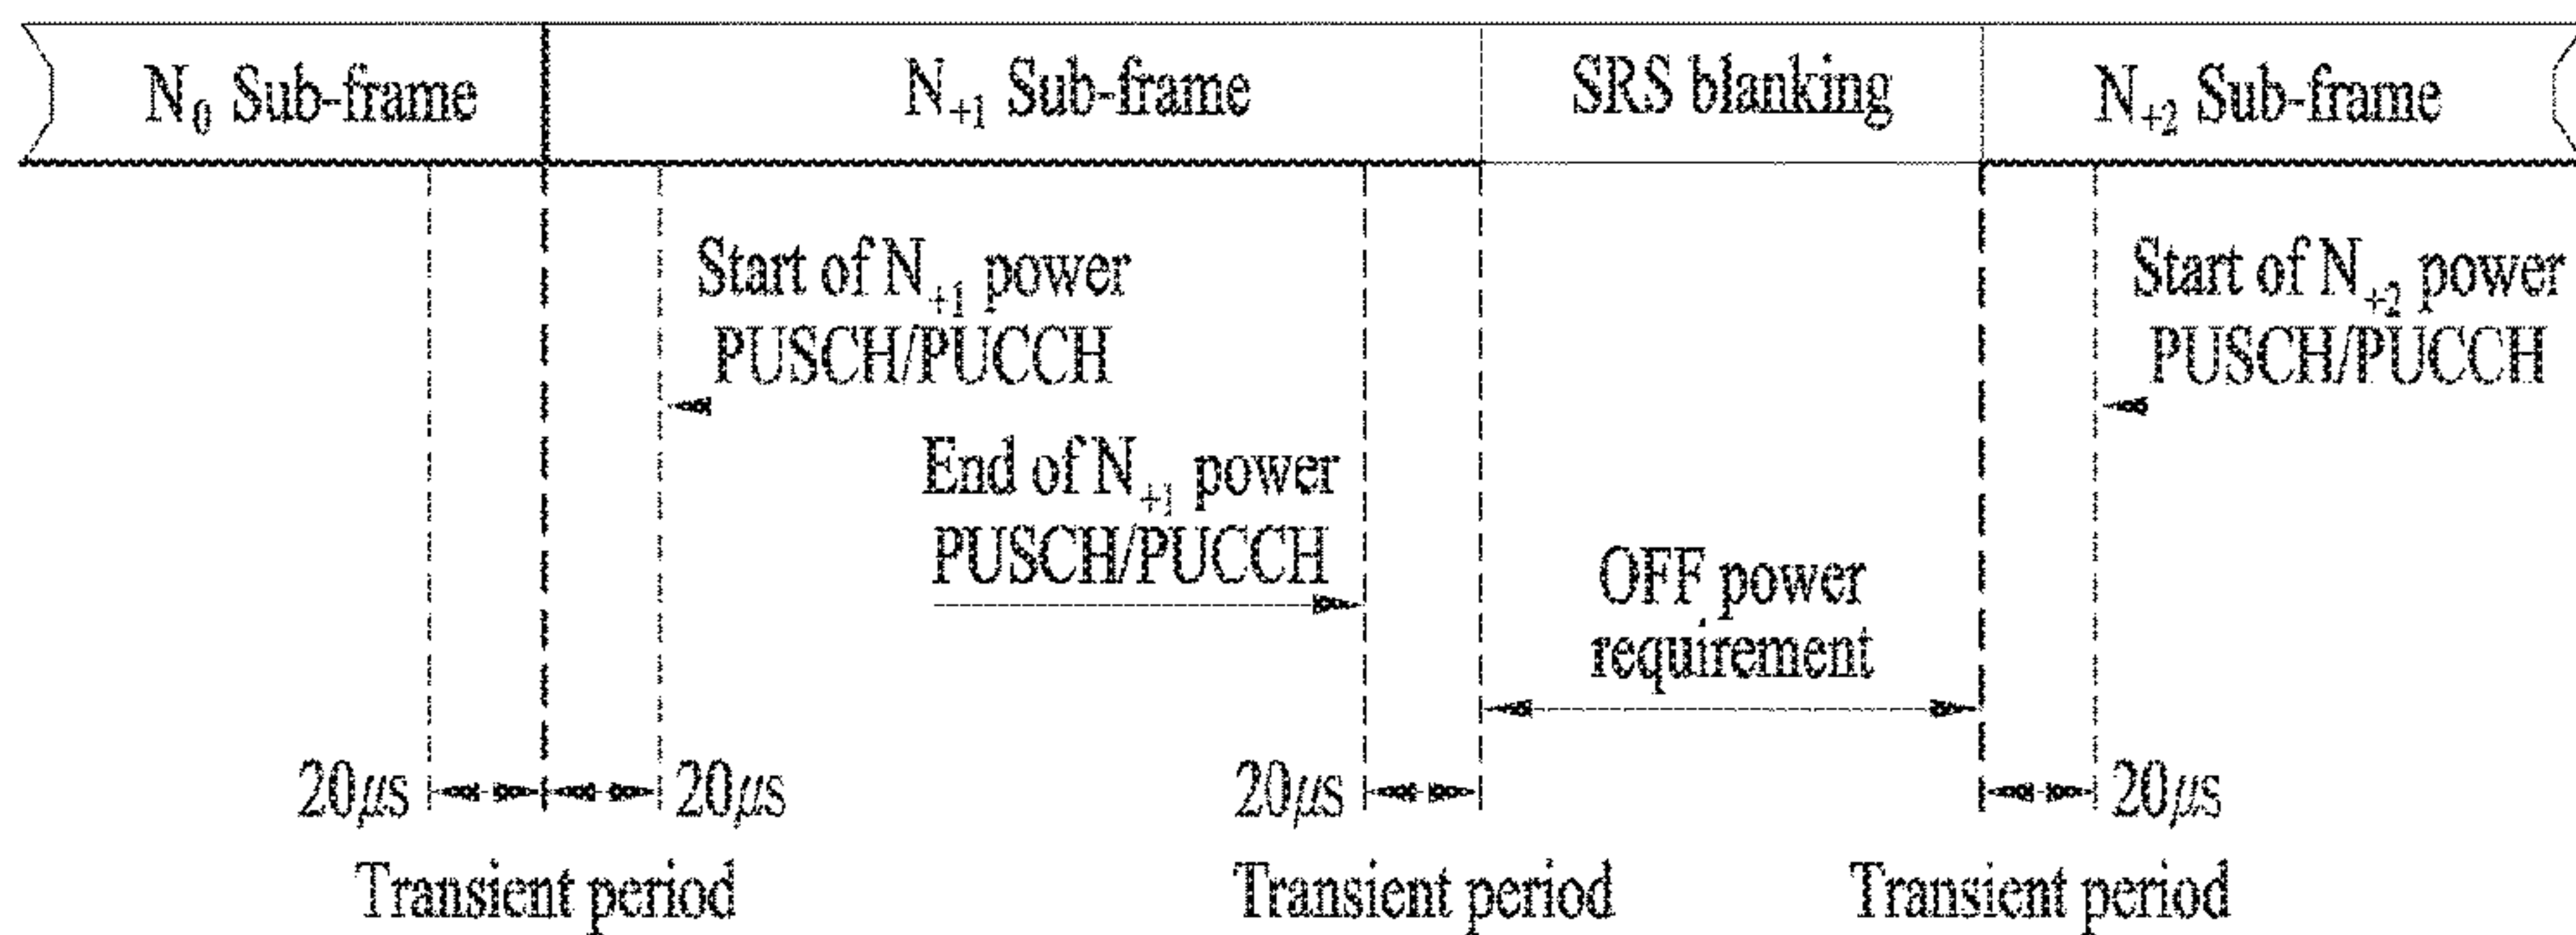 N₀ Sub-frame
N₊₁ Sub-frame
SRS blanking
N₊₂ Sub-frame
Start of N₊₁ power
PUSCH/PUCCH
End of N₊₁ power
PUSCH/PUCCH
OFF power
requirement
Start of N₊₂ power
PUSCH/PUCCH
20μs
20μs
Transient period
20μs
Transient period
20μs
Transient period